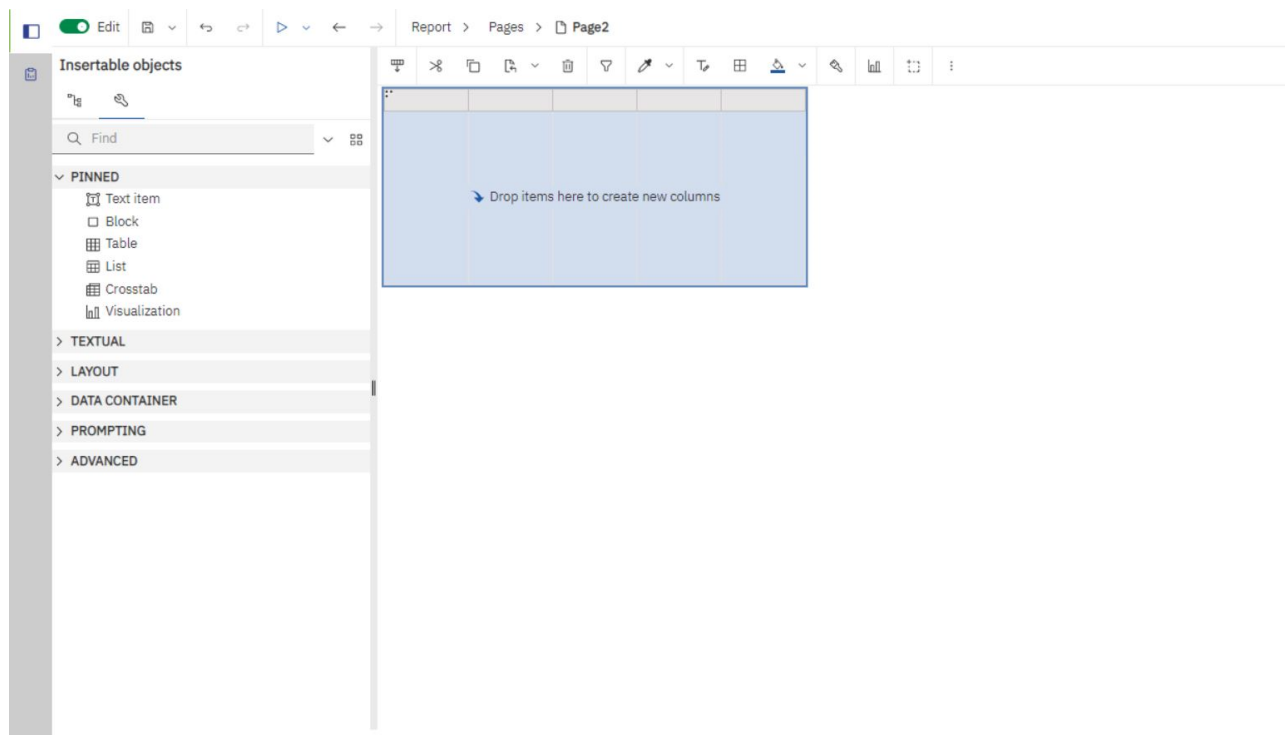 Edit
Report > Pages > Page2
Insertable objects
Find
PINNED
Text item
Block
Table
List
Crosstab
Visualization
TEXTUAL
LAYOUT
DATA CONTAINER
PROMPTING
ADVANCED
Drop items here to create new columns